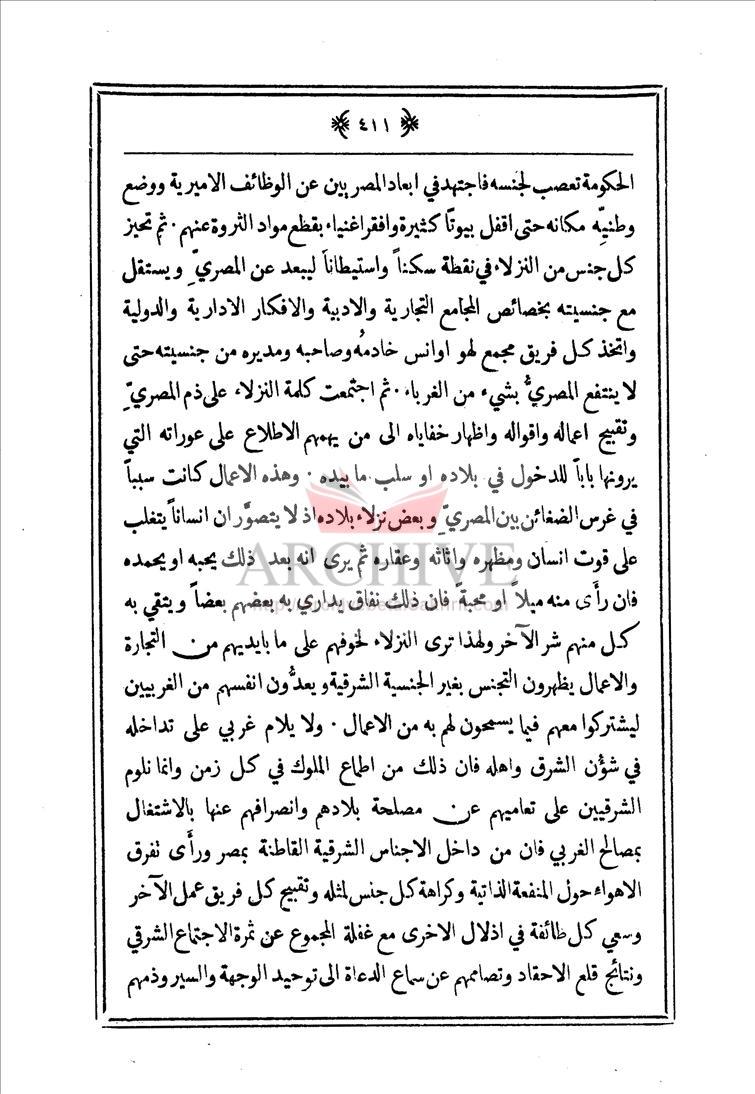 ﴿ ٤١١ ﴾
الحكومة تعصب لجنسه فاجتهد في ابعاد المصريين عن الوظائف الاميرية ووضع
وطنيّه مكانه حتى اقفل بيوتاً كثيرة وافقر اغنياء بقطع مواد الثروة عنهم · ثم تحيز
كل جنس من النزلاء في نقطة سكناً واستيطاناً ليبعد عن المصريّ ويستقل
مع جنسيته بخصائص المجامع التجارية والادبية والافكار الادارية والدولية
واتخذ كل فريق مجمع لهو اوانس خادمهُ وصاحبه ومديره من جنسيته حتى
لا ينتفع المصريُّ بشيء من الغرباء · ثم اجتمعت كلمة النزلاء على ذم المصريّ
وتقبيح اعماله واقواله واظهار خفاياه الى من يهمهم الاطلاع على عوراته التي
يرونها باباً للدخول في بلاده او سلب ما بيده · وهذه الاعمال كانت سبباً
في غرس الضغائن بين المصريّ وبعض نزلاء بلاده اذ لا يتصوَّر ان انساناً يتغلب
على قوت انسان ومظهره واثاثه وعقاره ثم يرى انه بعد ذلك يحبه او يحمده
فان رأَى منه ميلاً او محبةً فان ذلك نفاق يداري به بعضهم بعضاً ويتقي به
كل منهم شر الآخر ولهذا ترى النزلاء لخوفهم على ما بايديهم من التجارة
والاعمال يظهرون التجنس بغير الجنسية الشرقية ويعدُّون انفسهم من الغربيين
ليشتركوا معهم فيما يسمحون لهم به من الاعمال · ولا يلام غربي على تداخله
في شؤن الشرق واهله فان ذلك من اطماع الملوك في كل زمن وانما نلوم
الشرقيين على تعاميهم عن مصلحة بلادهم وانصرافهم عنها بالاشتغال
بمصالح الغربي فان من داخل الاجناس الشرقية القاطنة بمصر ورأَى تفرق
الاهواء حول المنفعة الذاتية وكراهة كل جنس لمثله وتقبيح كل فريق عمل الآخر
وسعي كل طائفة في اذلال الاخرى مع غفلة المجموع عن ثمرة الاجتماع الشرقي
ونتائج قلع الاحقاد وتصاممهم عن سماع الدعاة الى توحيد الوجهة والسير وذمهم
ARCHIVE